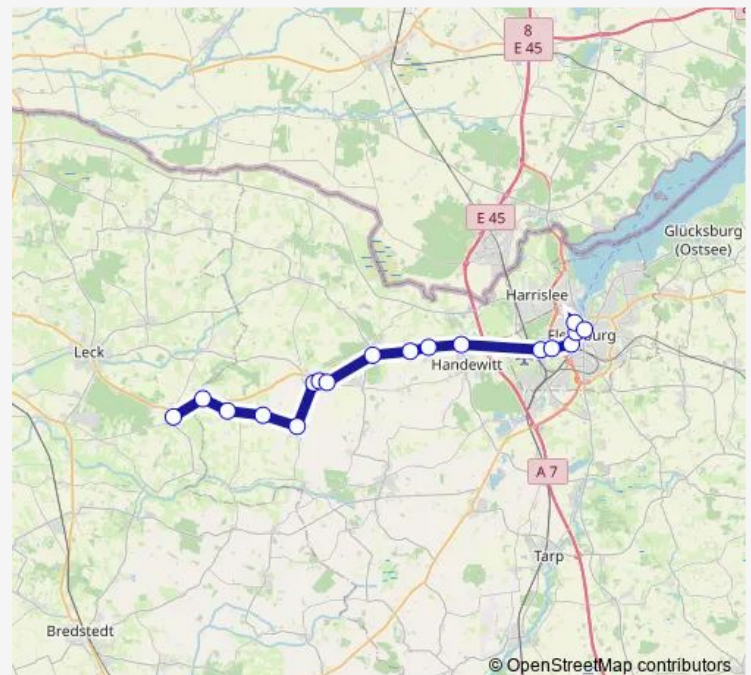 8
E 45
E 45
Glücksburg
(Ostsee)
Harrislee
Leck
Handewitt
A 7
Tarp
Bredstedt
© OpenStreetMap contributors